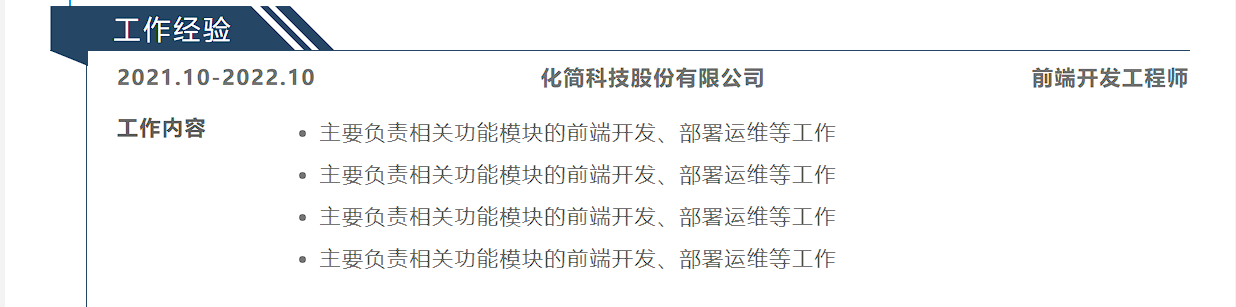 工作经验
2021.10-2022.10 化简科技股份有限公司 前端开发工程师
工作内容
• 主要负责相关功能模块的前端开发、部署运维等工作
• 主要负责相关功能模块的前端开发、部署运维等工作
• 主要负责相关功能模块的前端开发、部署运维等工作
• 主要负责相关功能模块的前端开发、部署运维等工作